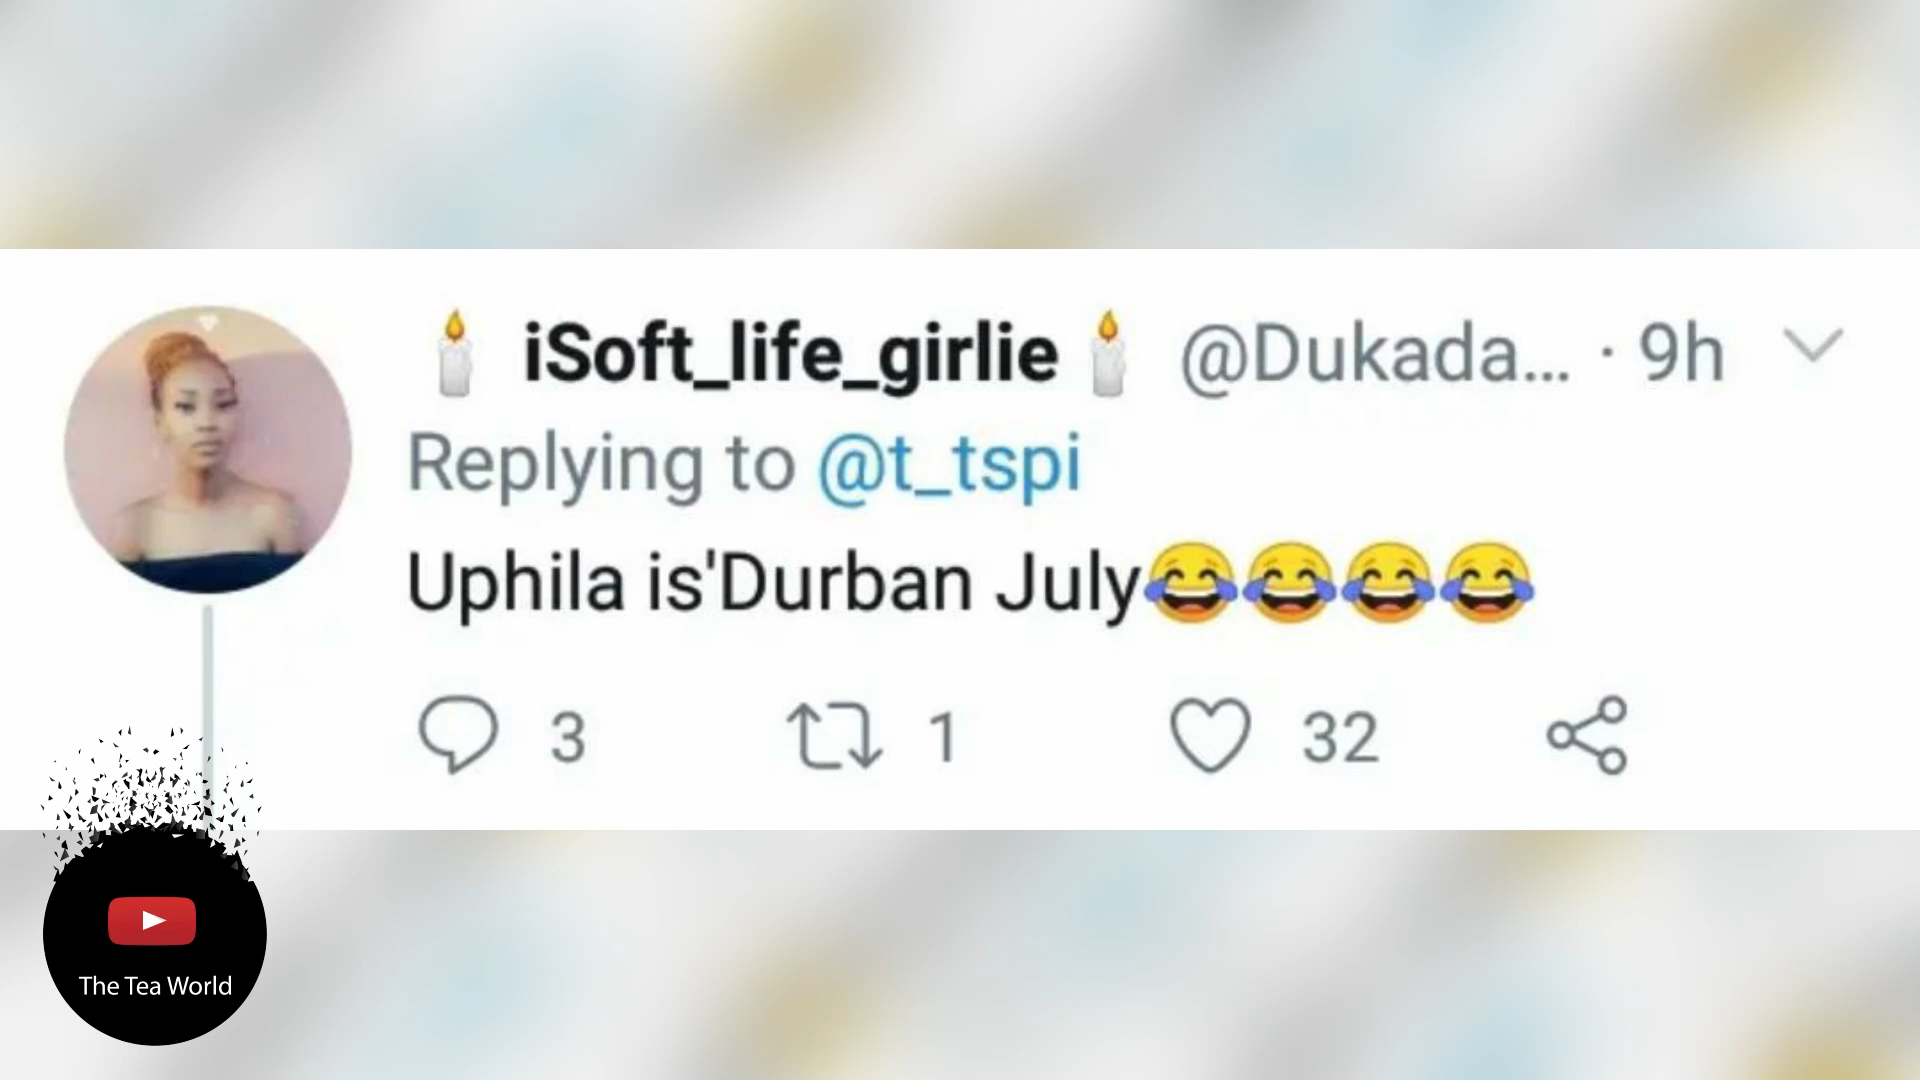 🕯 iSoft_life_girlie 🕯 @Dukada... · 9h
Replying to @t_tspi
Uphila is'Durban July😂😂😂😂
3 1 32
The Tea World